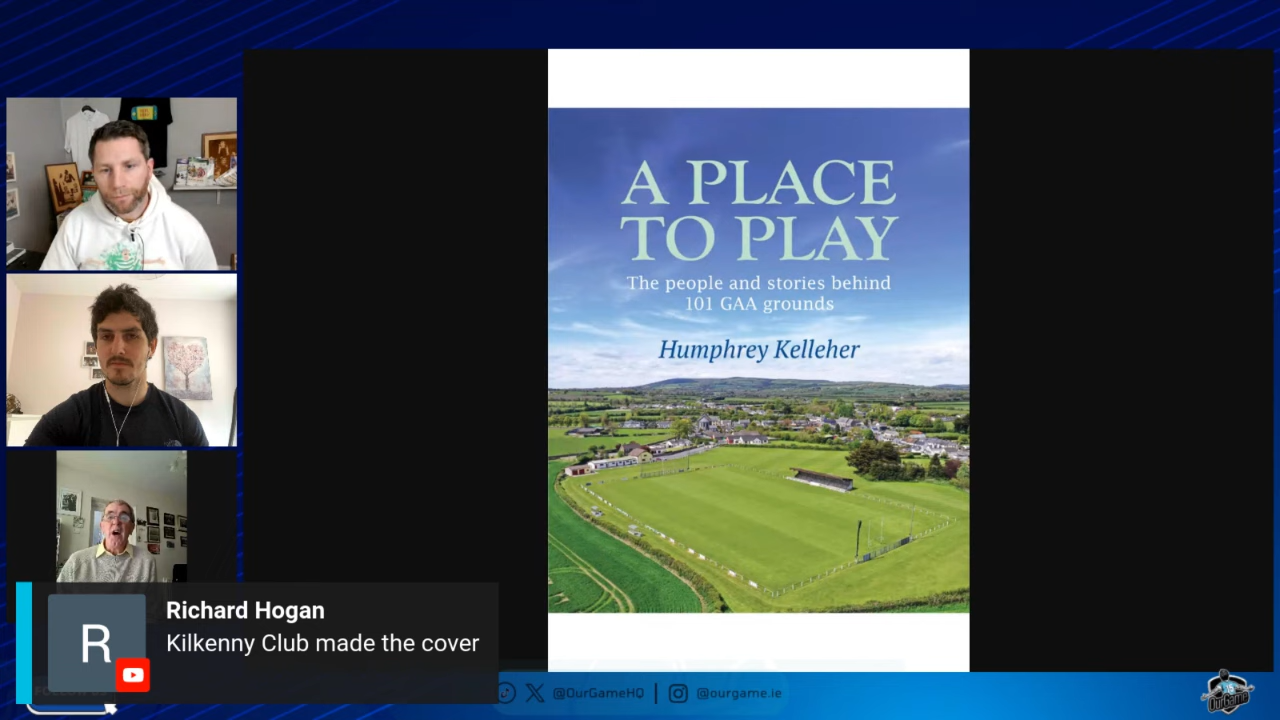 A PLACE
TO PLAY
The people and stories behind
101 GAA grounds
Humphrey Kelleher
R
Richard Hogan
Kilkenny Club made the cover
@OurGameHQ | @ourgame.ie
OurGame